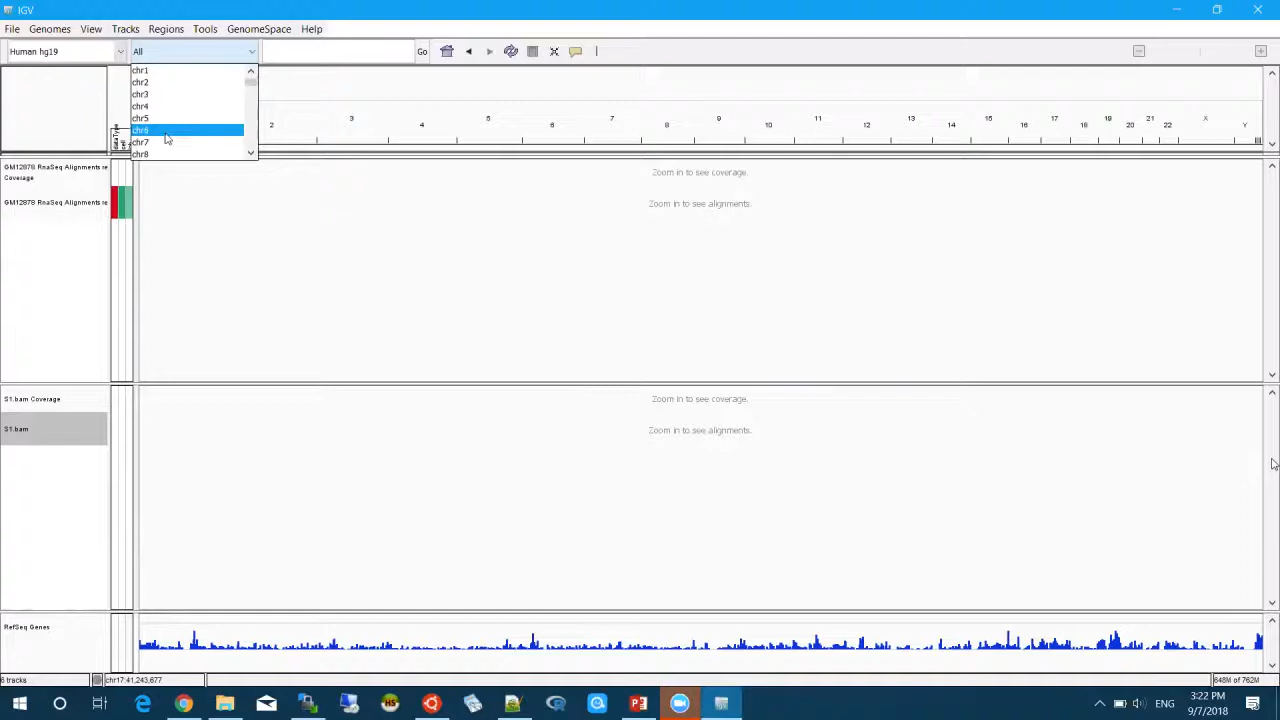 IGV
File Genomes View Tracks Regions Tools GenomeSpace Help
Human hg19 All Go
chr1
chr2
chr3
chr4
chr5
chr6
chr7
chr8
2 3 4 5 6 7 8 9 10 11 12 13 14 15 16 17 18 19 20 21 22 X Y
GM12878 RnaSeq Alignments re
Coverage
Zoom in to see coverage.
GM12878 RnaSeq Alignments re
Zoom in to see alignments.
S1.bam Coverage
Zoom in to see coverage.
S1.bam
Zoom in to see alignments.
RefSeq Genes
6 tracks chr17:41,243,677 648M of 762M
ENG
3:22 PM
9/7/2018